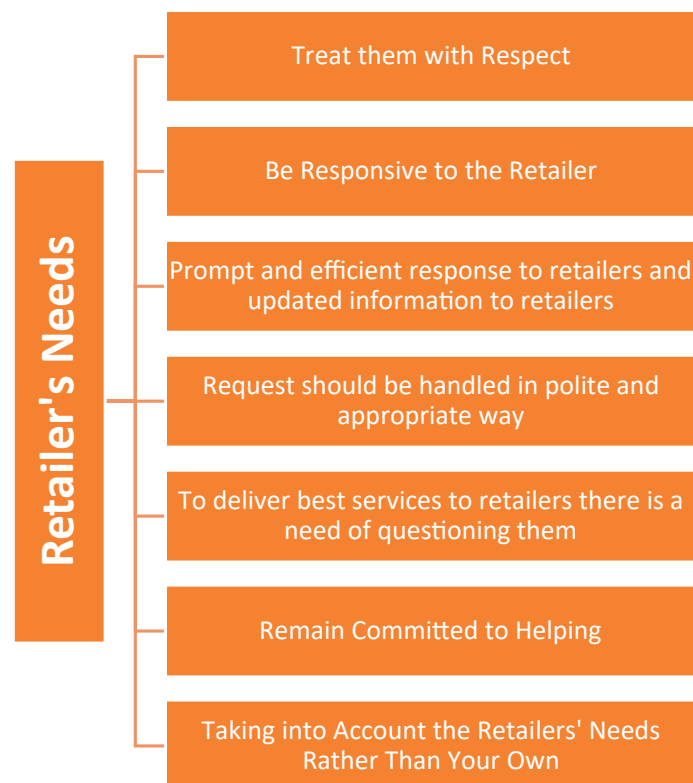 Retailer's Needs
Treat them with Respect
Be Responsive to the Retailer
Prompt and efficient response to retailers and
updated information to retailers
Request should be handled in polite and
appropriate way
To deliver best services to retailers there is a
need of questioning them
Remain Committed to Helping
Taking into Account the Retailers' Needs
Rather Than Your Own